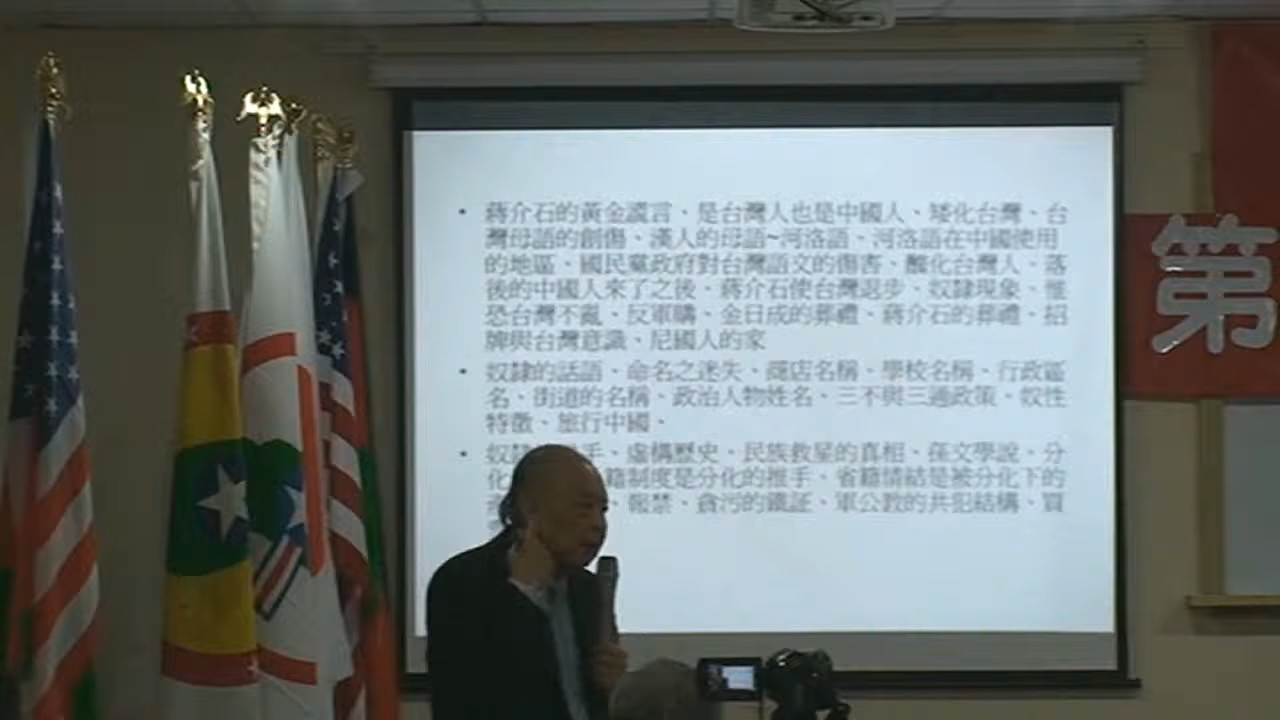 • 蔣介石的黃金謊言、是台灣人也是中國人、矮化台灣、台
灣母語的創傷、漢人的母語~河洛語、河洛語在中國使用
的地區、國民黨政府對台灣語文的傷害、醜化台灣人、落
後的中國人來了之後、蔣介石使台灣退步、奴隸現象、惟
恐台灣不亂、反軍購、金日成的葬禮、蔣介石的葬禮、招
牌與台灣意識、尼國人的家
• 奴隸的話語、命名之迷失、商店名稱、學校名稱、行政區
名、街道的名稱、政治人物姓名、三不與三通政策、奴性
特徵、旅行中國、
• 奴隸 手、虛構歷史、民族救星的真相、孫文學說、分
化 籍制度是分化的推手、省籍情結是被分化下的
報禁、貪污的鐵証、軍公教的共犯結構、買
第